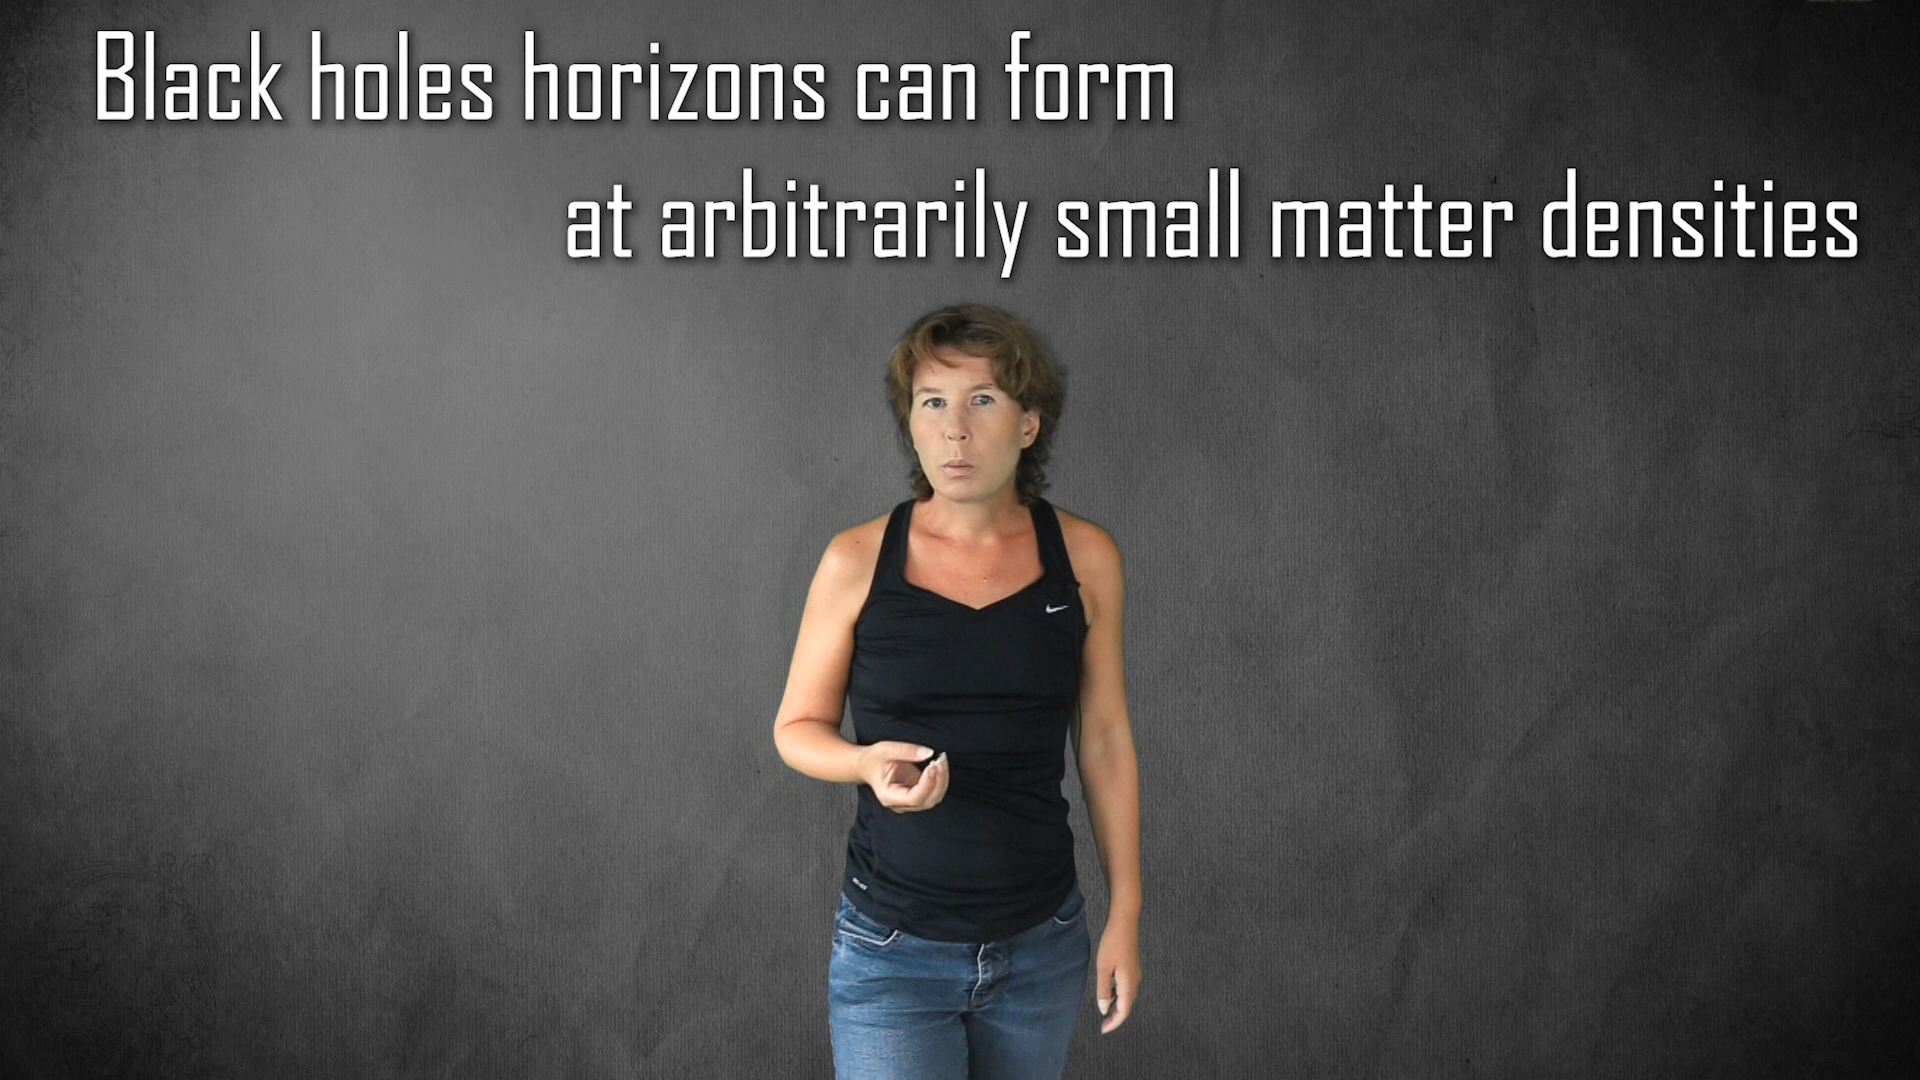 Black holes horizons can form
at arbitrarily small matter densities